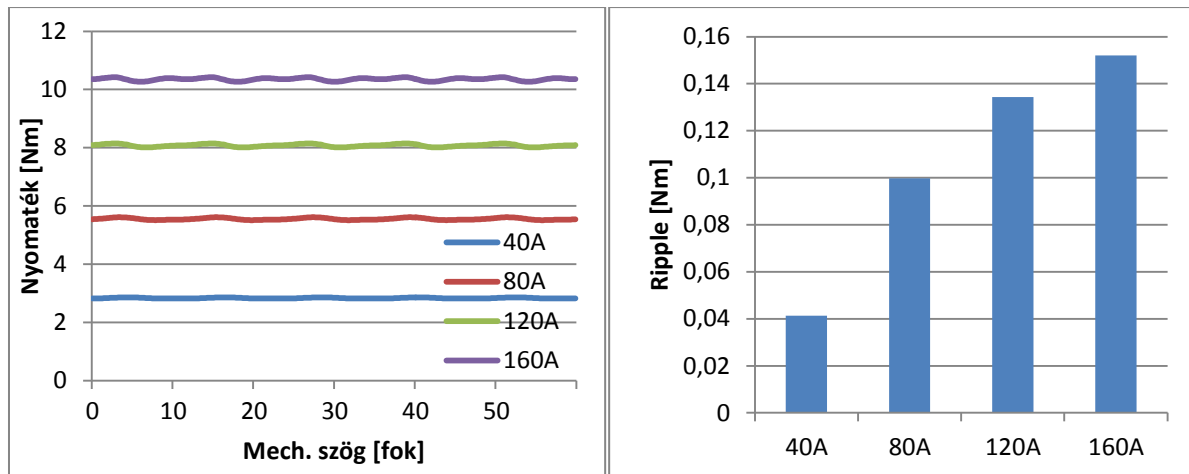 12
10
8
6
4
2
0
Nyomaték [Nm]
40A
80A
120A
160A
0 10 20 30 40 50
Mech. szög [fok]
0,16
0,14
0,12
0,1
0,08
0,06
0,04
0,02
0
Ripple [Nm]
40A 80A 120A 160A